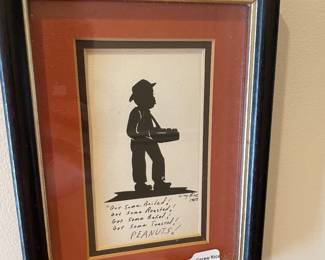 "Got Some Boiled!
Got Some Roasted!
Got Some Baked!
Got Some Toasted!
PEANUTS!